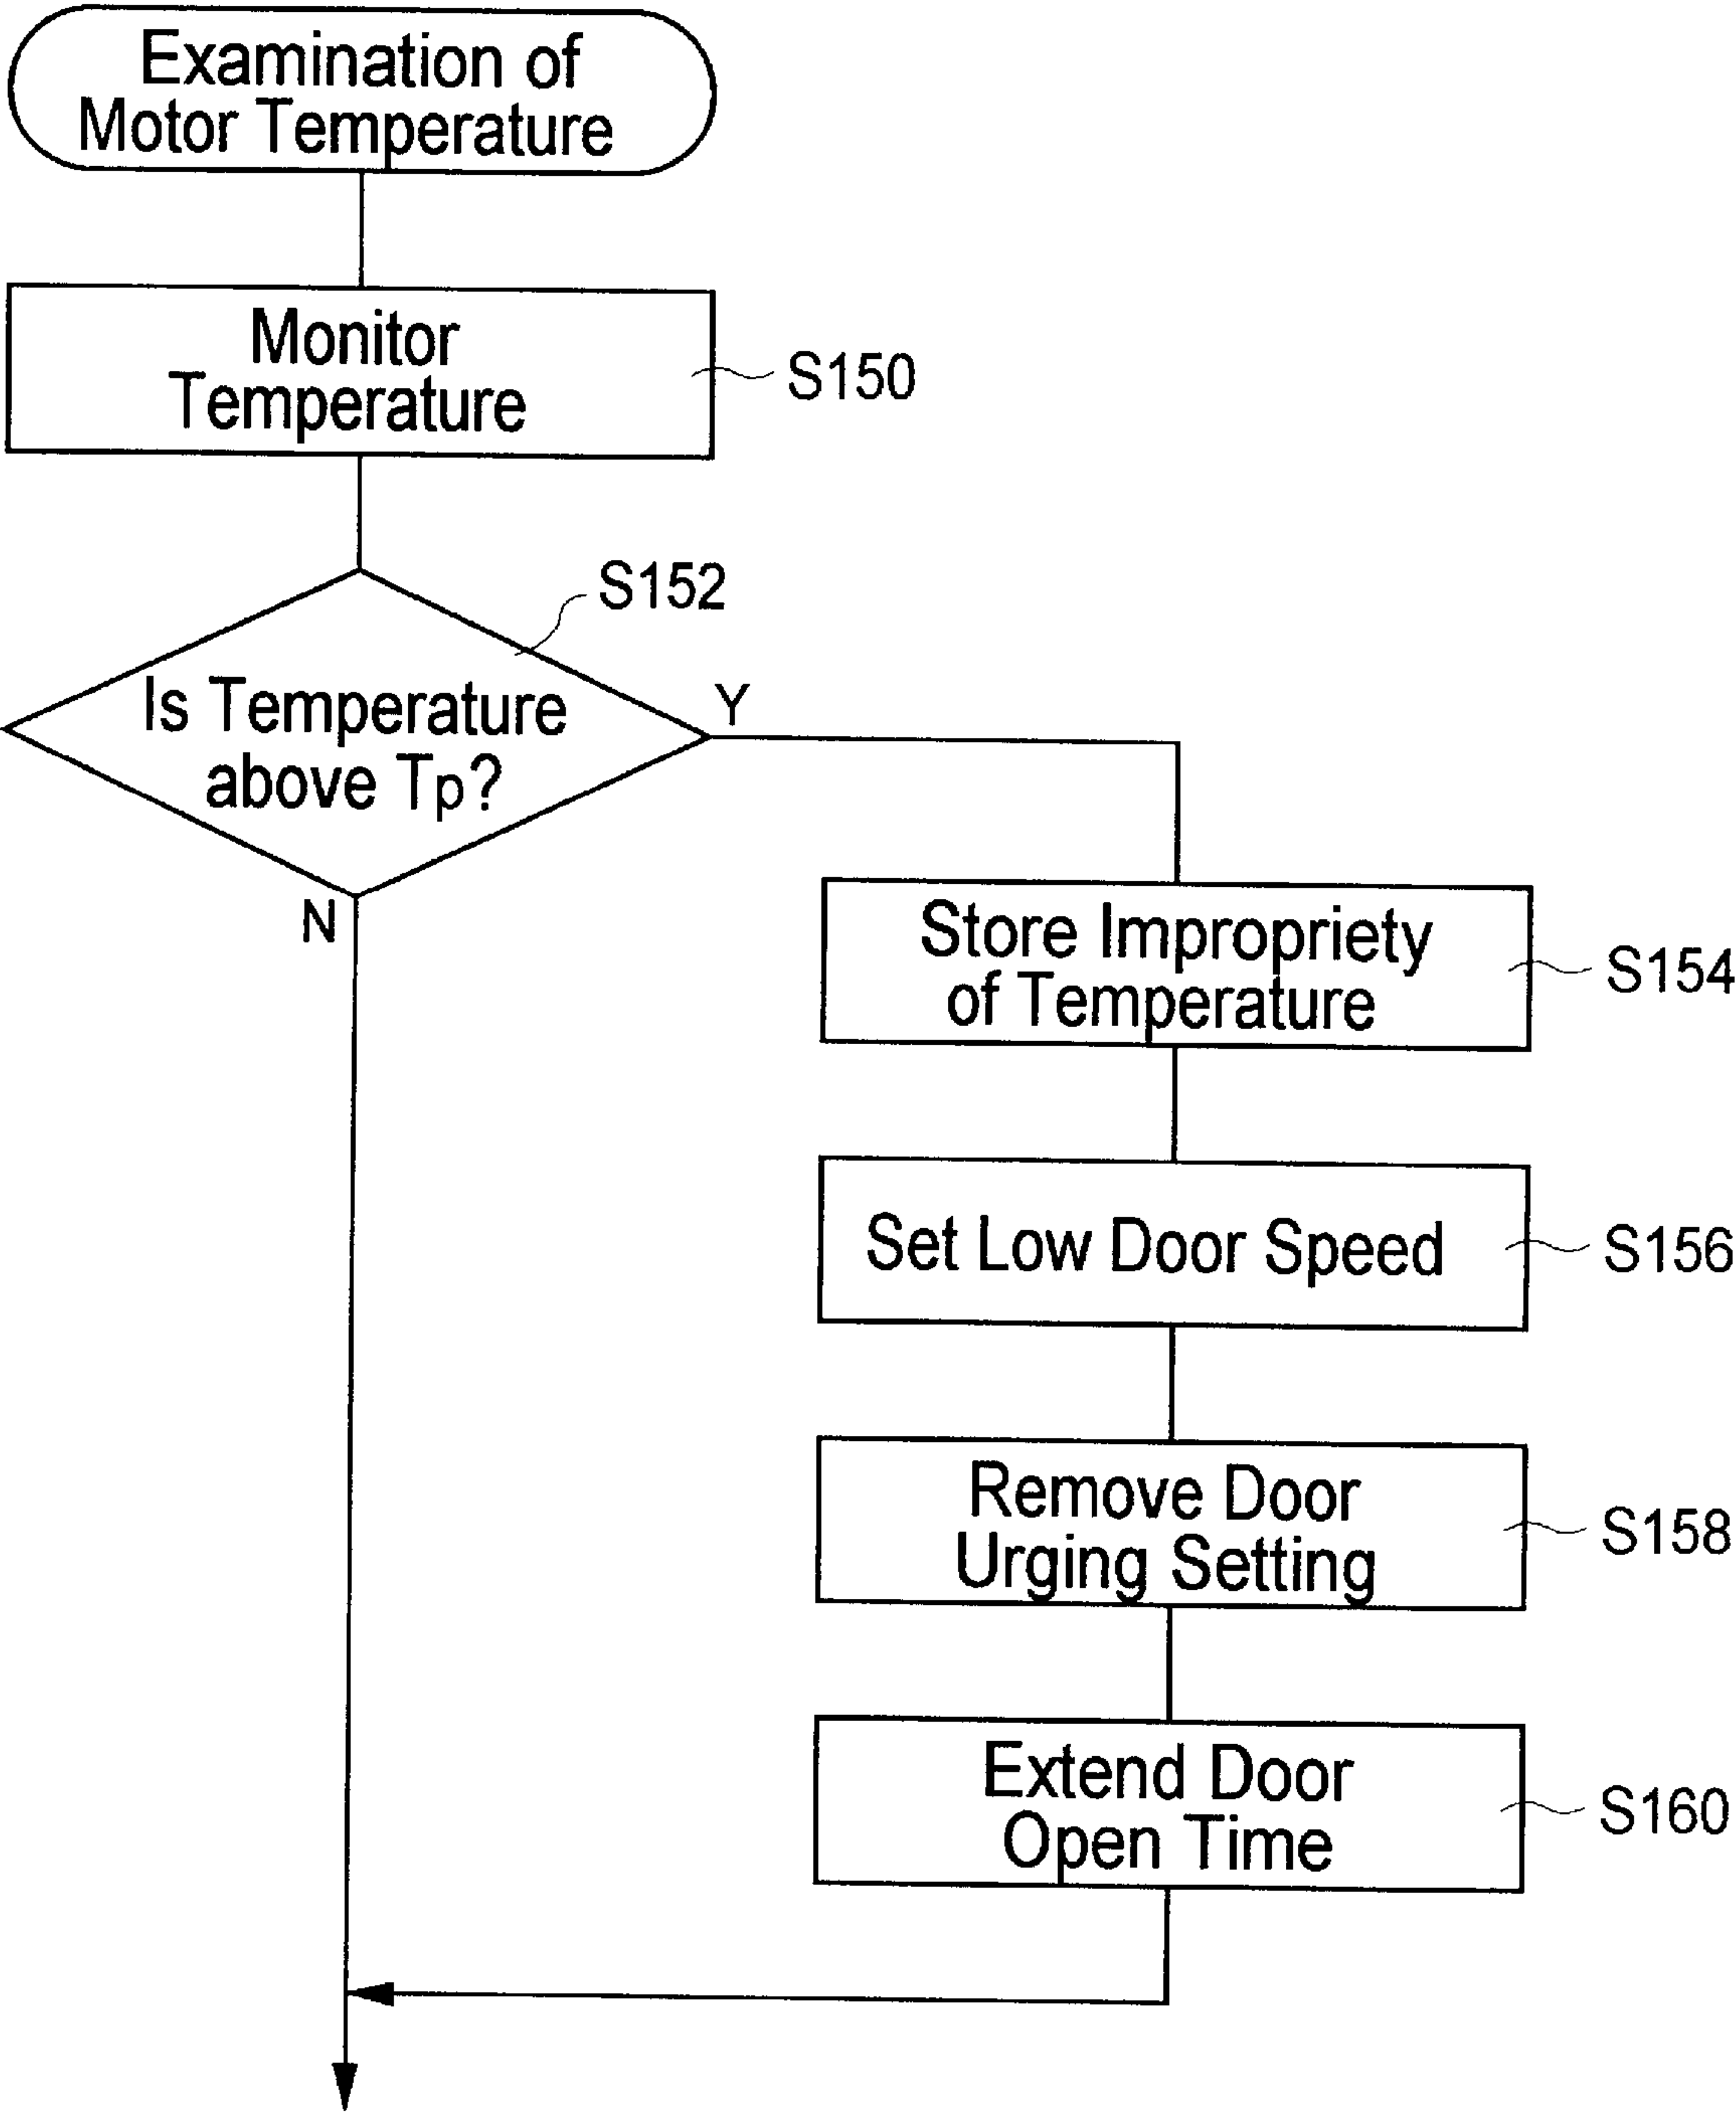 Examination of
Motor Temperature
Monitor
Temperature
S150
S152
Is Temperature
above Tp?
Y
N
Store Impropriety
of Temperature
S154
Set Low Door Speed
S156
Remove Door
Urging Setting
S158
Extend Door
Open Time
S160